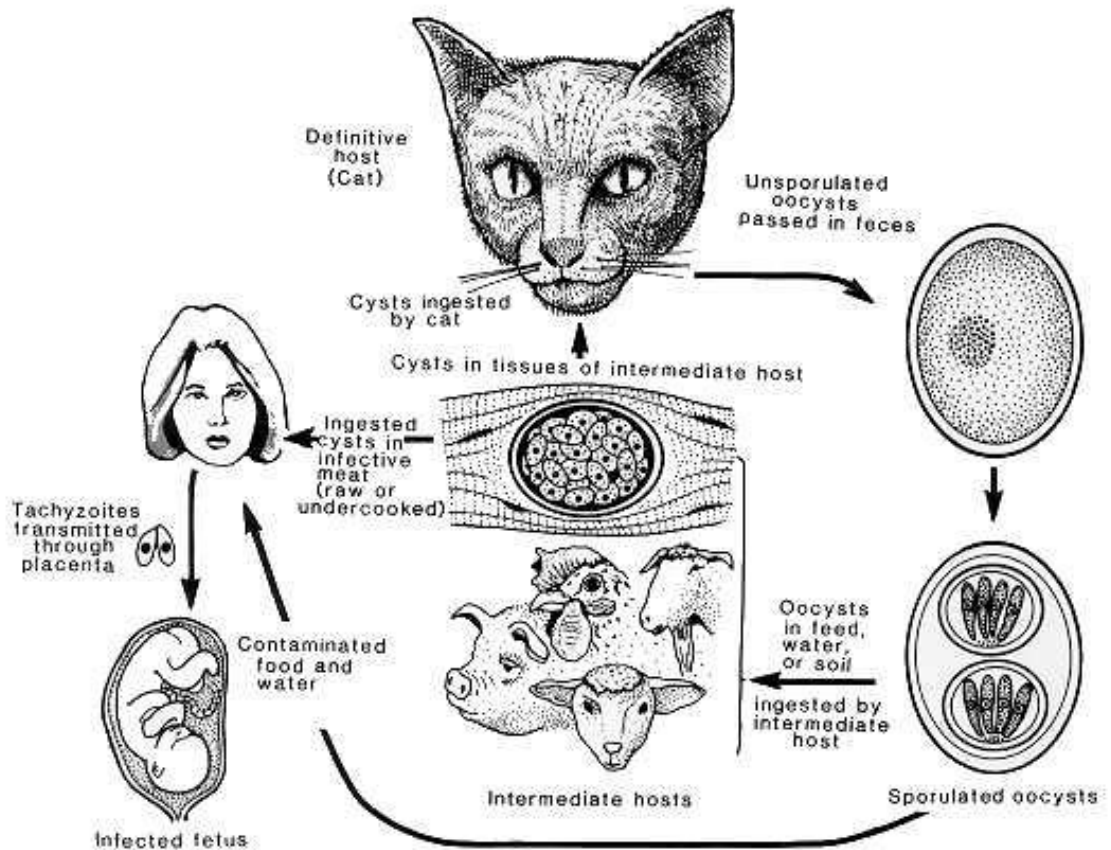 Definitive
host
(Cat)
Unsporulated
oocysts
passed in feces
Cysts ingested
by cat
Cysts in tissues of intermediate host
Ingested
cysts in
infective
meat
(raw or
undercooked)
Tachyzoites
transmitted
through
placenta
Contaminated
food and
water
Oocysts
in feed,
water,
or soil
ingested by
intermediate
host
Infected fetus
Intermediate hosts
Sporulated oocysts